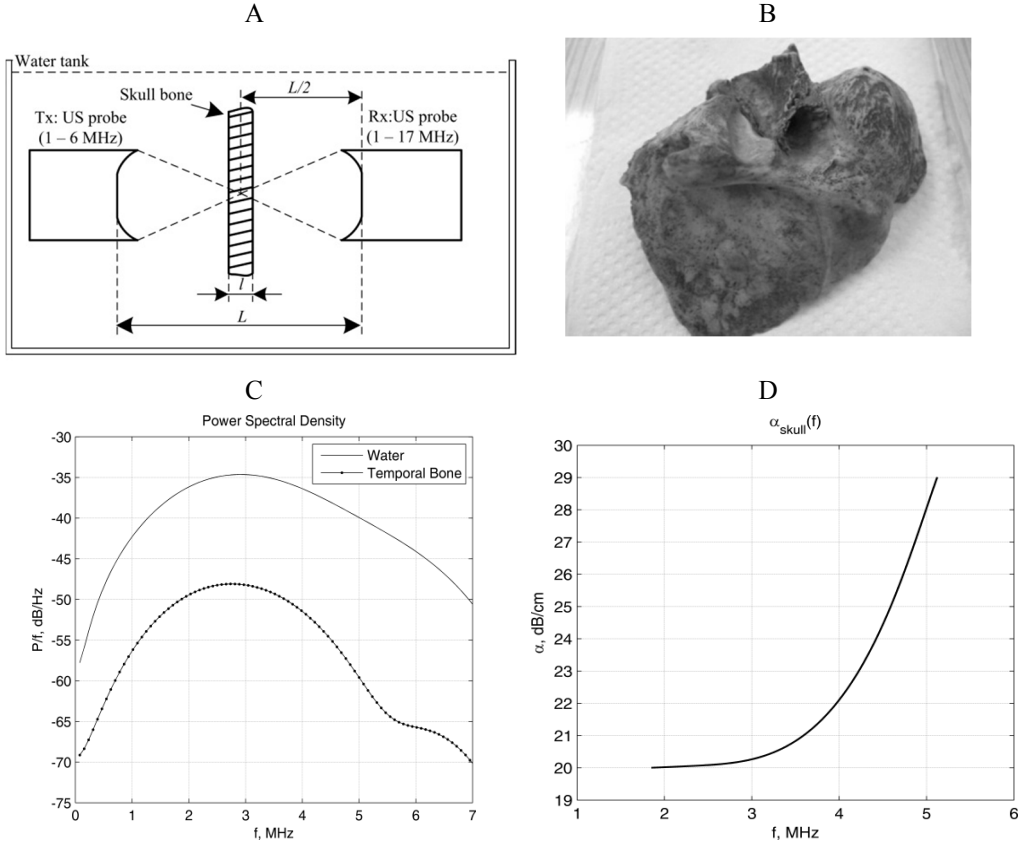 A
Water tank
Skull bone
L/2
Tx: US probe
(1 – 6 MHz)
Rx:US probe
(1 – 17 MHz)
l
L
B
C
Power Spectral Density
Water
Temporal Bone
-30
-35
-40
-45
-50
-55
-60
-65
-70
-75
P/f, dB/Hz
0 1 2 3 4 5 6 7
f, MHz
D
α_skull(f)
30
29
28
27
26
25
24
23
22
21
20
19
α, dB/cm
1 2 3 4 5 6
f, MHz